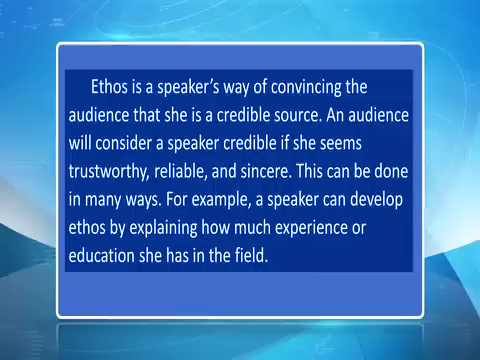 Ethos is a speaker’s way of convincing the
audience that she is a credible source. An audience
will consider a speaker credible if she seems
trustworthy, reliable, and sincere. This can be done
in many ways. For example, a speaker can develop
ethos by explaining how much experience or
education she has in the field.